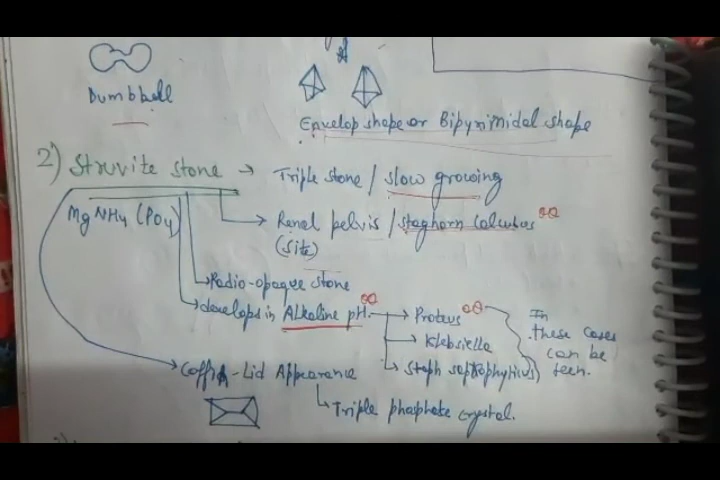 Dumbbell
Envelop shape or Bipyrimidal shape
2) Struvite stone → Triple stone / slow growing
MgNH4(PO4)
→ Renal pelvis / staghorn calculus
(site)
→ Radio-opaque stone
→ develops in Alkaline pH. → Proteus
→ Klebsiella
→ Staph saprophyticus
In these cases can be seen.
→ Coffin-Lid Appearance
→ Triple phosphate crystal.